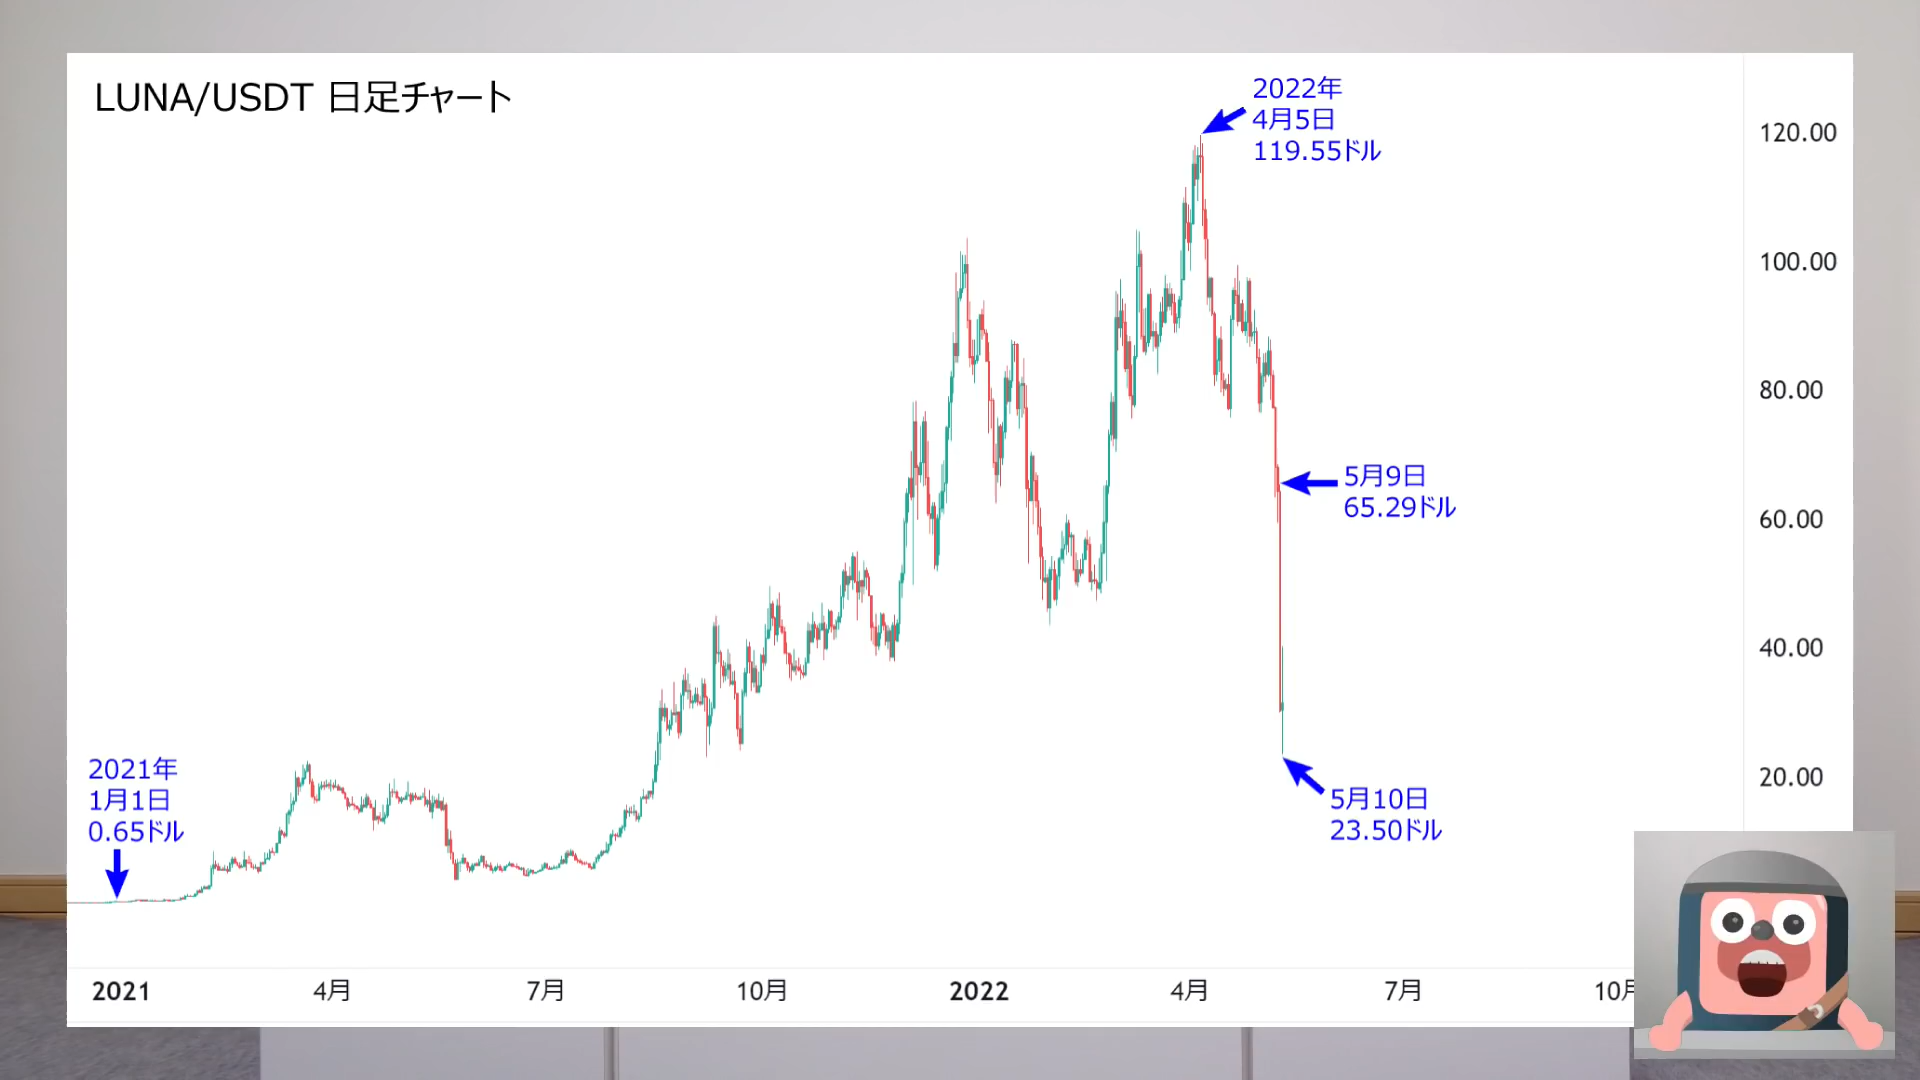 LUNA/USDT 日足チャート
2022年
4月5日
119.55ドル
120.00
100.00
80.00
5月9日
65.29ドル
60.00
40.00
2021年
1月1日
0.65ドル
20.00
5月10日
23.50ドル
2021
4月
7月
10月
2022
4月
7月